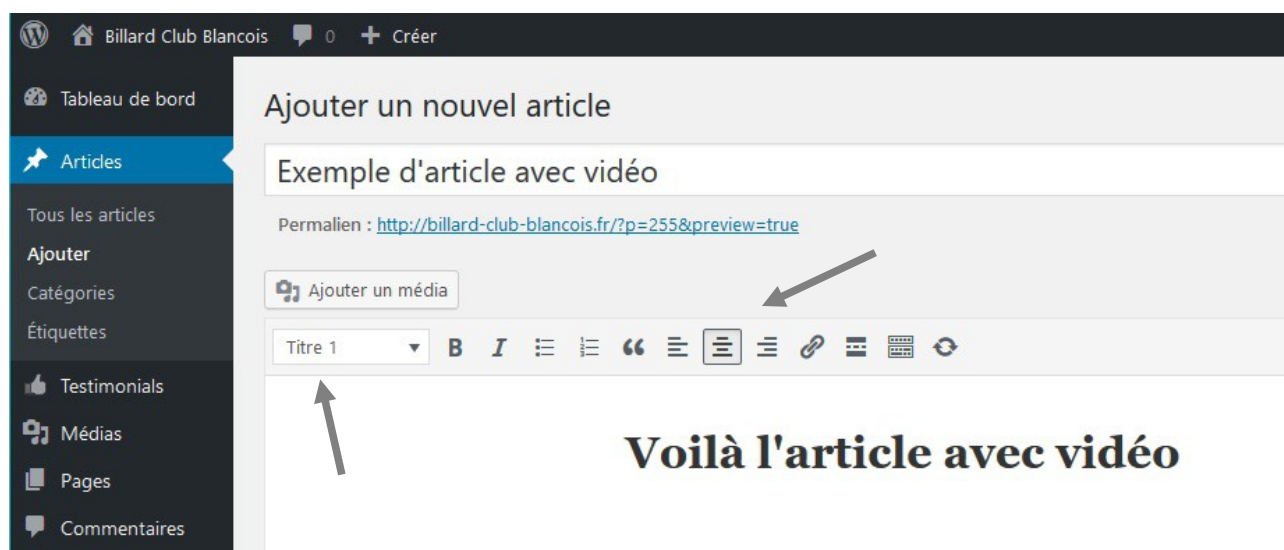 Billard Club Blancois 0 + Créer
Tableau de bord
Articles
Tous les articles
Ajouter
Catégories
Étiquettes
Testimonials
Médias
Pages
Commentaires
Ajouter un nouvel article
Exemple d'article avec vidéo
Permalien : http://billard-club-blancois.fr/?p=255&preview=true
Ajouter un média
Titre 1 B I
Voilà l'article avec vidéo